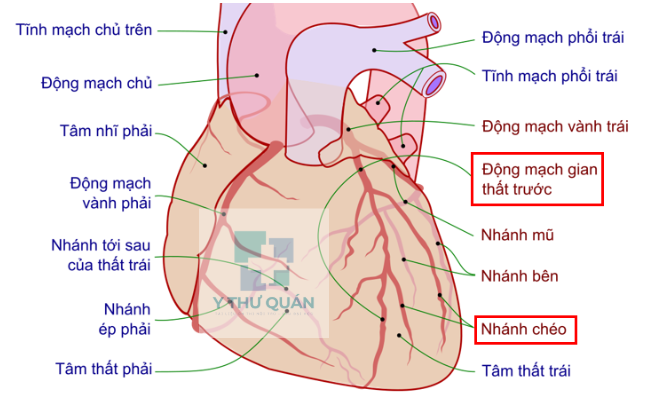 Tĩnh mạch chủ trên
Động mạch chủ
Tâm nhĩ phải
Động mạch
vành phải
Nhánh tới sau
của thất trái
Nhánh
ép phải
Tâm thất phải
Y THƯ QUÁN
Động mạch phổi trái
Tĩnh mạch phổi trái
Động mạch vành trái
Động mạch gian
thất trước
Nhánh mũ
Nhánh bên
Nhánh chéo
Tâm thất trái